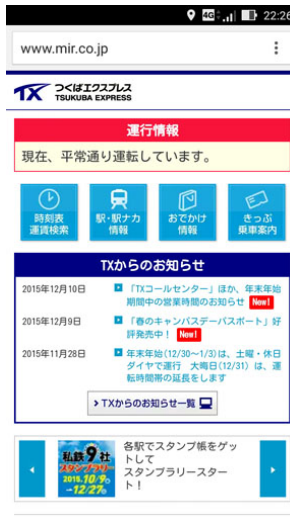 4G 22:26
www.mir.co.jp
TX つくばエクスプレス
TSUKUBA EXPRESS
運行情報
現在、平常通り運転しています。
時刻表
運賃検索
駅・駅ナカ
情報
おでかけ
情報
きっぷ
乗車案内
TXからのお知らせ
2015年12月10日 「TXコールセンター」ほか、年末年始
期間中の営業時間のお知らせ New!
2015年12月9日 「春のキャンパスデーパスポート」好
評発売中! New!
2015年11月28日 年末年始(12/30~1/3)は、土曜・休日
ダイヤで運行 大晦日(12/31) は、運
転時間帯の延長をします
TXからのお知らせ一覧
私鉄9社
スタンプラリー
2015.10/9●
-12/27●
各駅でスタンプ帳をゲッ
トして
スタンプラリースター
ト!